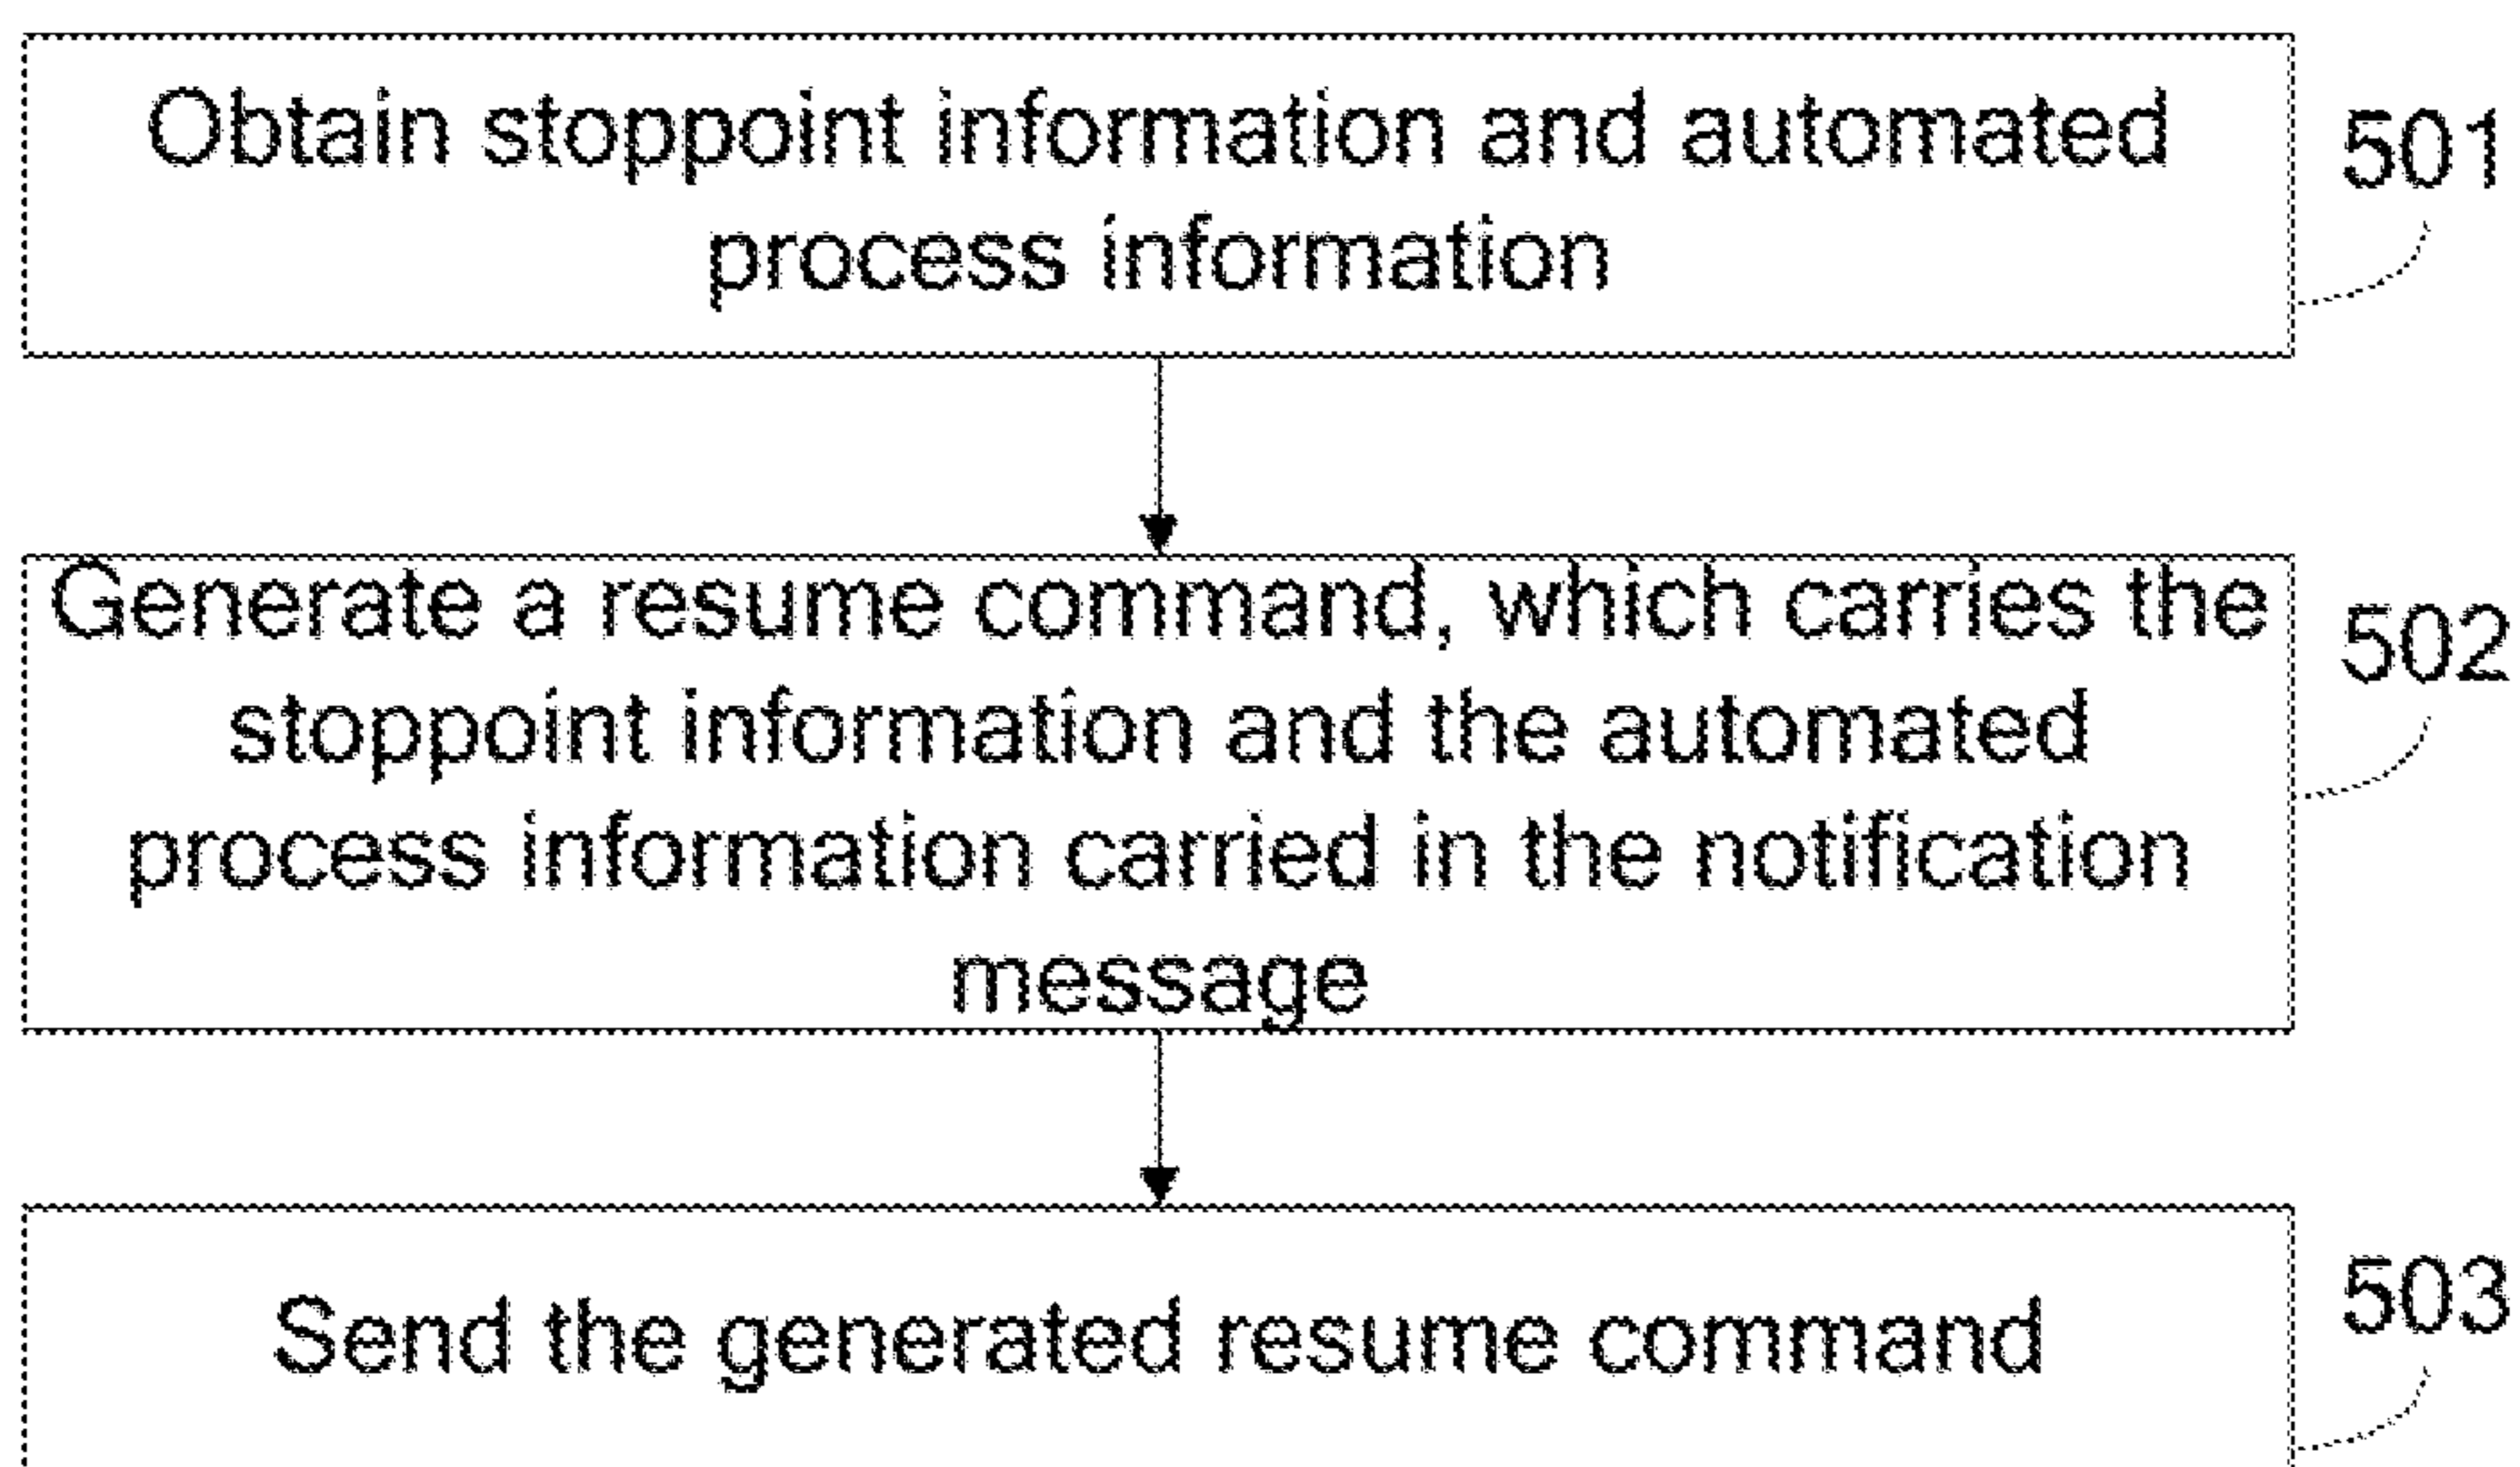 Obtain stoppoint information and automated
process information
501
Generate a resume command, which carries the
stoppoint information and the automated
process information carried in the notification
message
502
Send the generated resume command
503